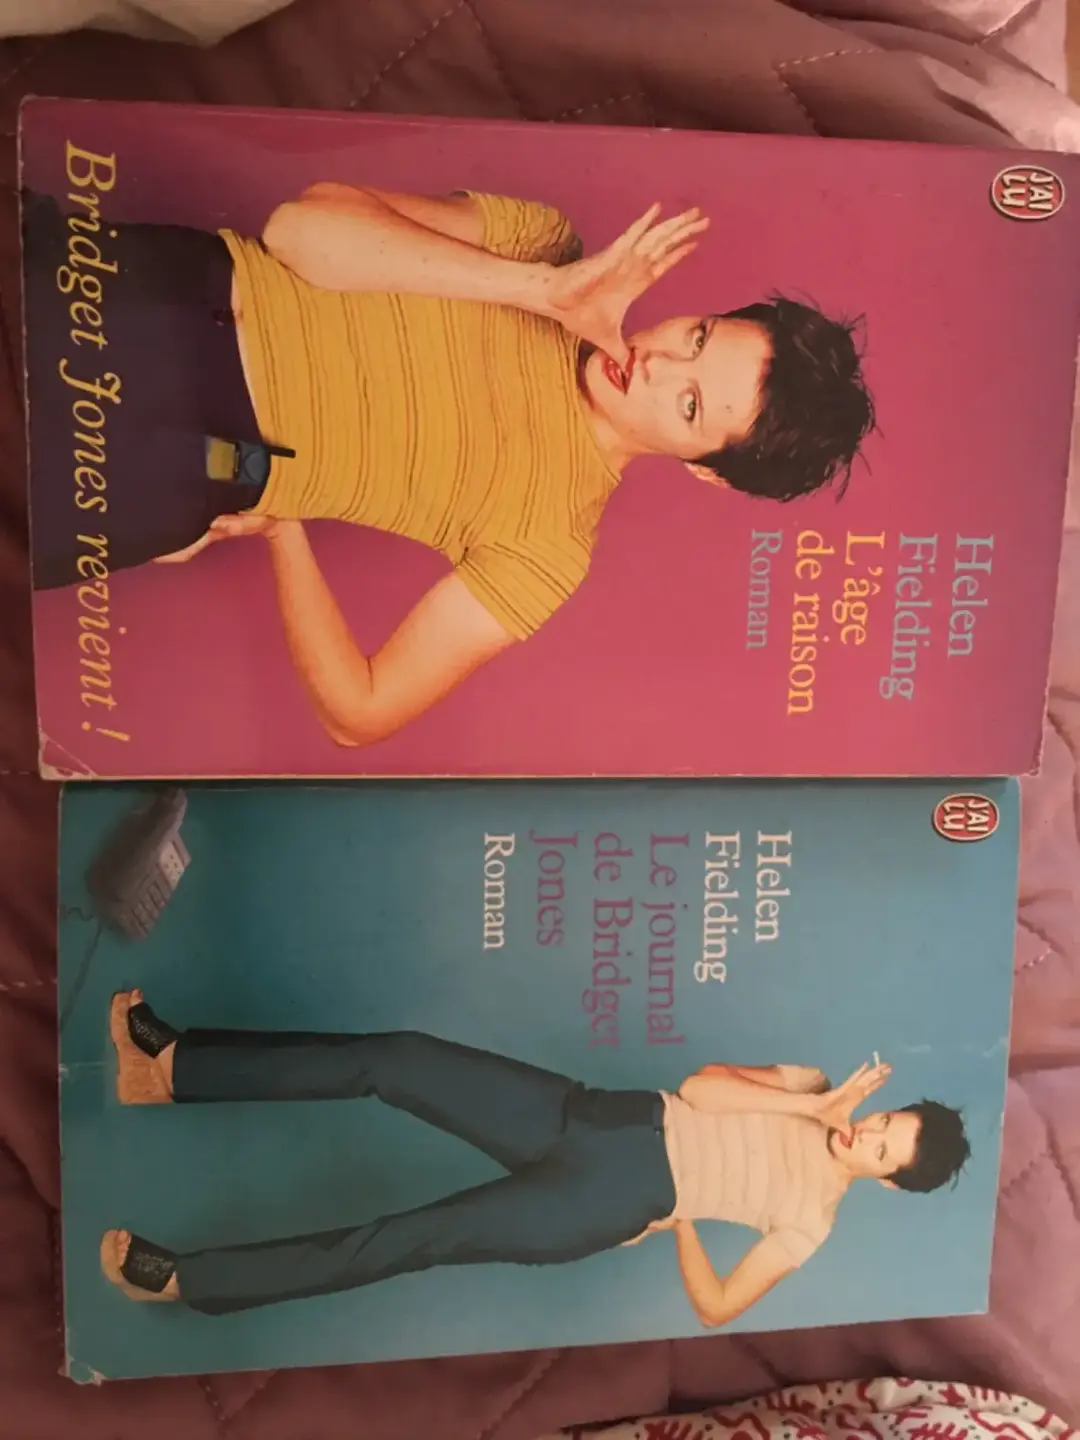 J'AI
LU
Helen
Fielding
L'âge
de raison
Roman
Bridget Jones revient !
J'AI
LU
Helen
Fielding
Le journal
de Bridget
Jones
Roman